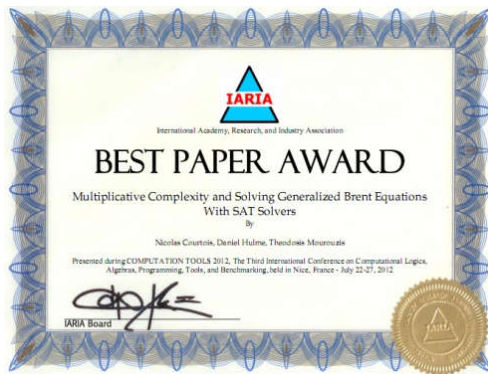 IARIA
International Academy, Research, and Industry Association
BEST PAPER AWARD
Multiplicative Complexity and Solving Generalized Brent Equations
With SAT Solvers
By
Nicolas Courtois, Daniel Hulme, Theodosis Mourouzis
Presented during COMPUTATION TOOLS 2012, The Third International Conference on Computational Logics,
Algebras, Programming, Tools, and Benchmarking, held in Nice, France - July 22-27, 2012
IARIA Board
IARIA